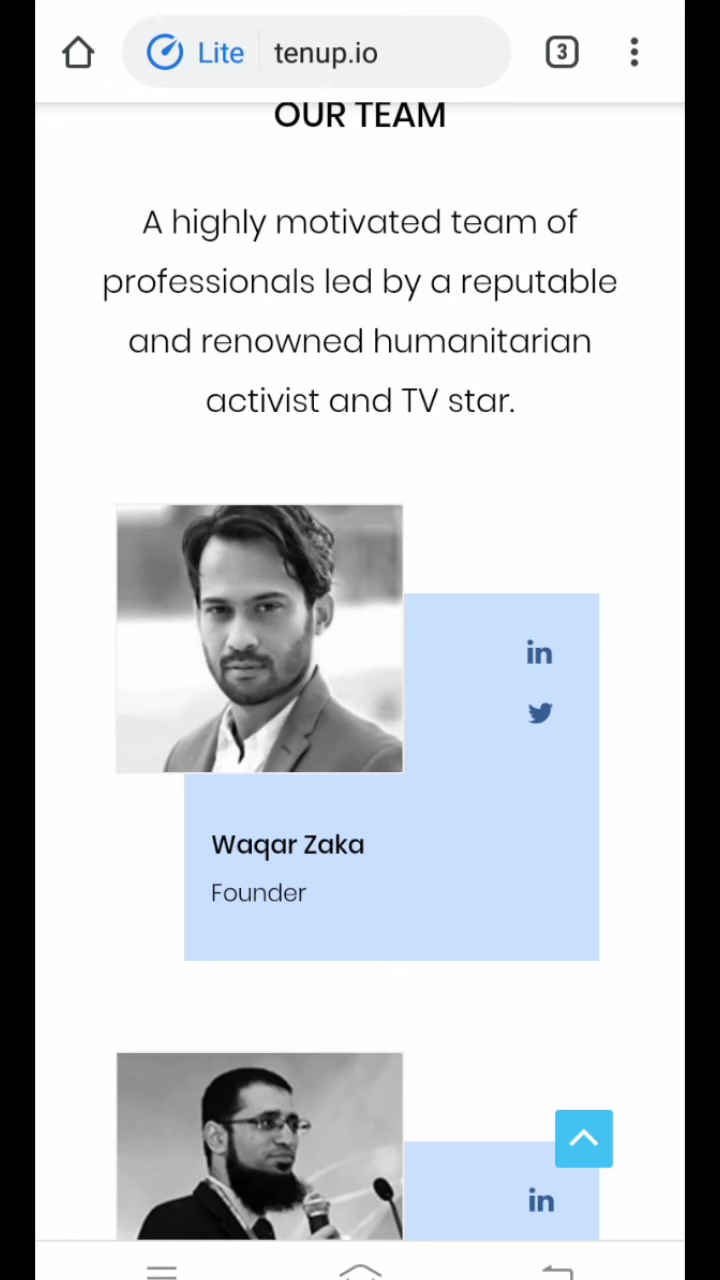 Lite tenup.io 3
OUR TEAM
A highly motivated team of
professionals led by a reputable
and renowned humanitarian
activist and TV star.
in
Waqar Zaka
Founder
in